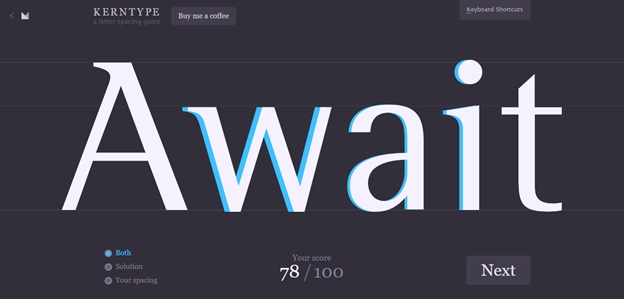 KERNTYPE
a letter spacing game
Buy me a coffee
Keyboard Shortcuts
Await
Both
Solution
Your spacing
Your score
78 / 100
Next